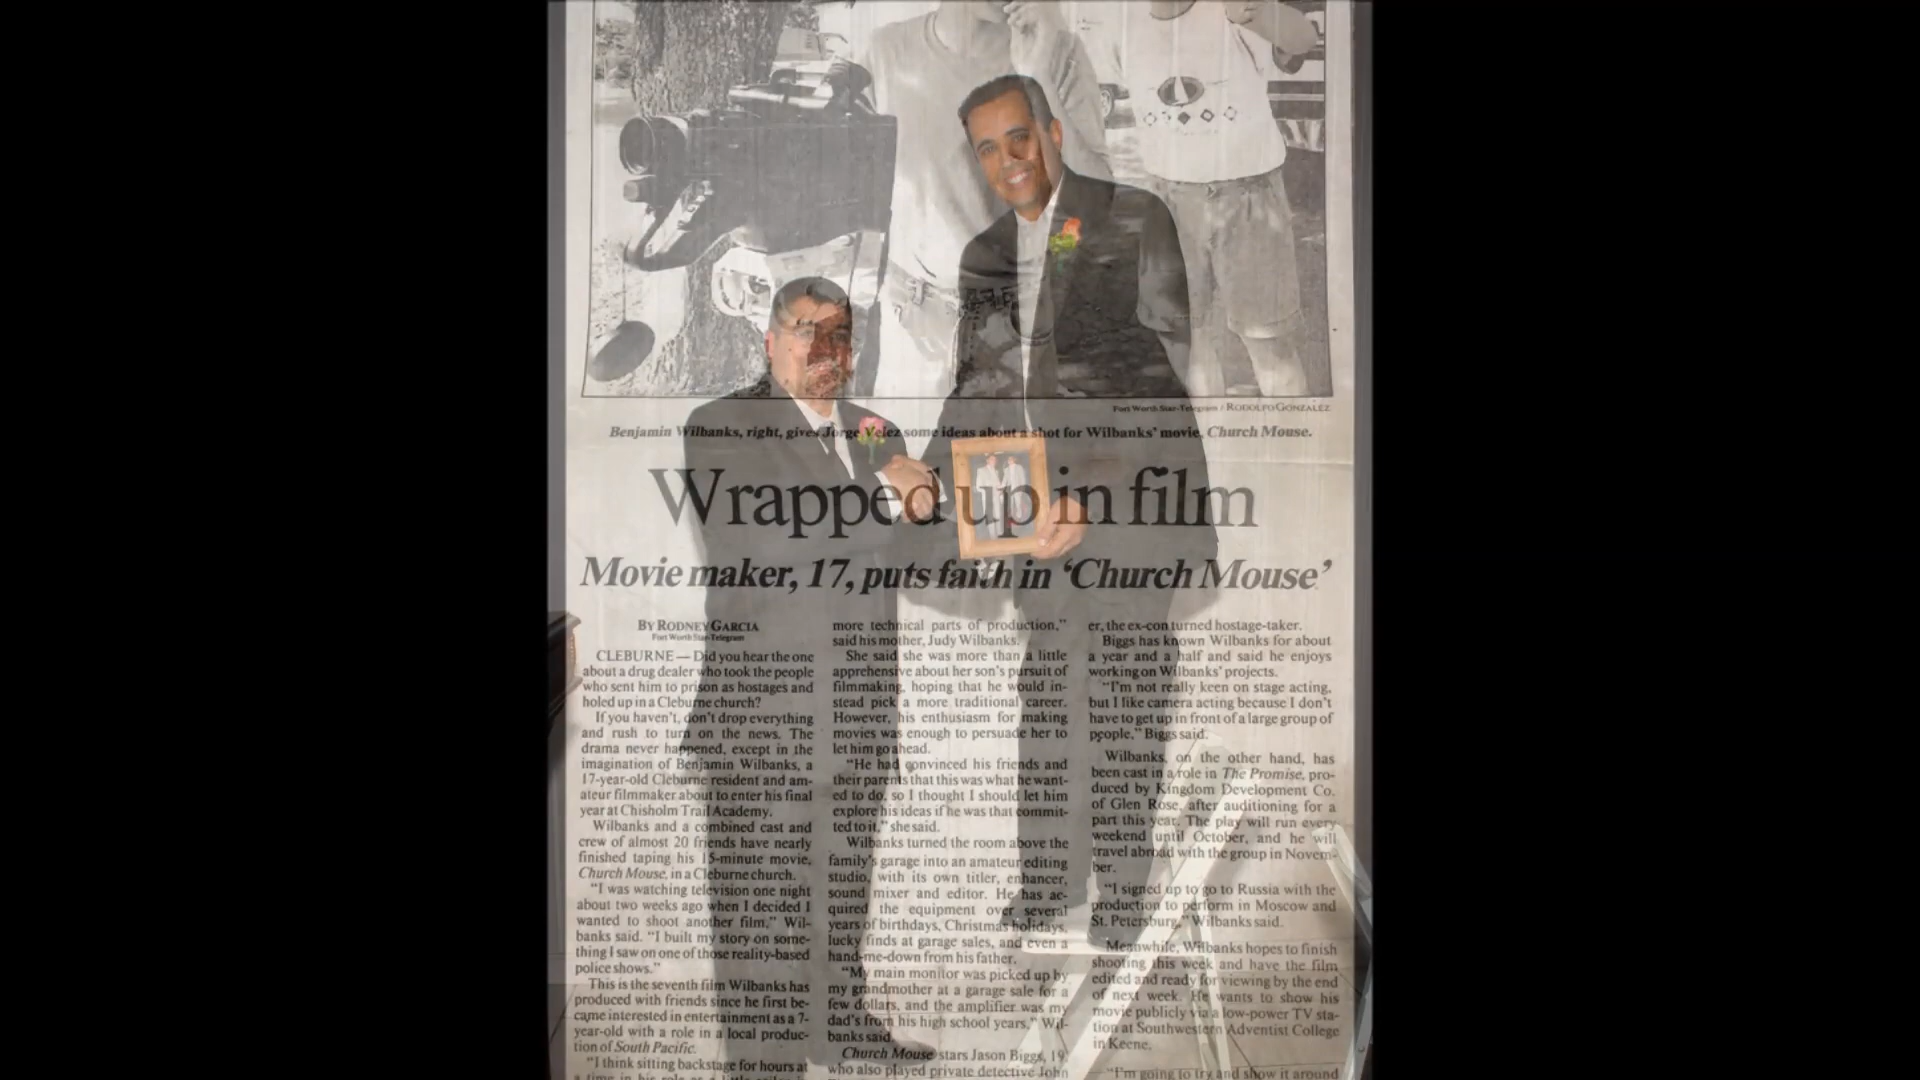 Fort Worth Star-Telegram / RODOLFO GONZALEZ
Benjamin Wilbanks, right, gives Jorge Velez some ideas about a shot for Wilbanks' movie, Church Mouse.
Wrapped up in film
Movie maker, 17, puts faith in 'Church Mouse'
BY RODNEY GARCIA
Fort Worth Star-Telegram
CLEBURNE — Did you hear the one
about a drug dealer who took the people
who sent him to prison as hostages and
holed up in a Cleburne church?
If you haven't, don't drop everything
and rush to turn on the news. The
drama never happened, except in the
imagination of Benjamin Wilbanks, a
17-year-old Cleburne resident and am-
ateur filmmaker about to enter his final
year at Chisholm Trail Academy.
Wilbanks and a combined cast and
crew of almost 20 friends have nearly
finished taping his 15-minute movie,
Church Mouse, in a Cleburne church.
"I was watching television one night
about two weeks ago when I decided I
wanted to shoot another film," Wil-
banks said. "I built my story on some-
thing I saw on one of those reality-based
police shows."
This is the seventh film Wilbanks has
produced with friends since he first be-
came interested in entertainment as a 7-
year-old with a role in a local produc-
tion of South Pacific.
"I think sitting backstage for hours at
a time in his role as a little
more technical parts of production,"
said his mother, Judy Wilbanks.
She said she was more than a little
apprehensive about her son's pursuit of
filmmaking, hoping that he would in-
stead pick a more traditional career.
However, his enthusiasm for making
movies was enough to persuade her to
let him go ahead.
"He had convinced his friends and
their parents that this was what he want-
ed to do, so I thought I should let him
explore his ideas if he was that commit-
ted to it," she said.
Wilbanks turned the room above the
family's garage into an amateur editing
studio, with its own titler, enhancer,
sound mixer and editor. He has ac-
quired the equipment over several
years of birthdays, Christmas holidays,
lucky finds at garage sales, and even a
hand-me-down from his father.
"My main monitor was picked up by
my grandmother at a garage sale for a
few dollars, and the amplifier was my
dad's from his high school years," Wil-
banks said.
Church Mouse stars Jason Biggs, 19,
who also played private detective John
er, the ex-con turned hostage-taker.
Biggs has known Wilbanks for about
a year and a half and said he enjoys
working on Wilbanks' projects.
"I'm not really keen on stage acting,
but I like camera acting because I don't
have to get up in front of a large group of
people," Biggs said.
Wilbanks, on the other hand, has
been cast in a role in The Promise, pro-
duced by Kingdom Development Co.
of Glen Rose, after auditioning for a
part this year. The play will run every
weekend until October, and he will
travel abroad with the group in Novem-
ber.
"I signed up to go to Russia with the
production to perform in Moscow and
St. Petersburg," Wilbanks said.
Meanwhile, Wilbanks hopes to finish
shooting this week and have the film
edited and ready for viewing by the end
of next week. He wants to show his
movie publicly via a low-power TV sta-
tion at Southwestern Adventist College
in Keene.
"I'm going to try and show it around